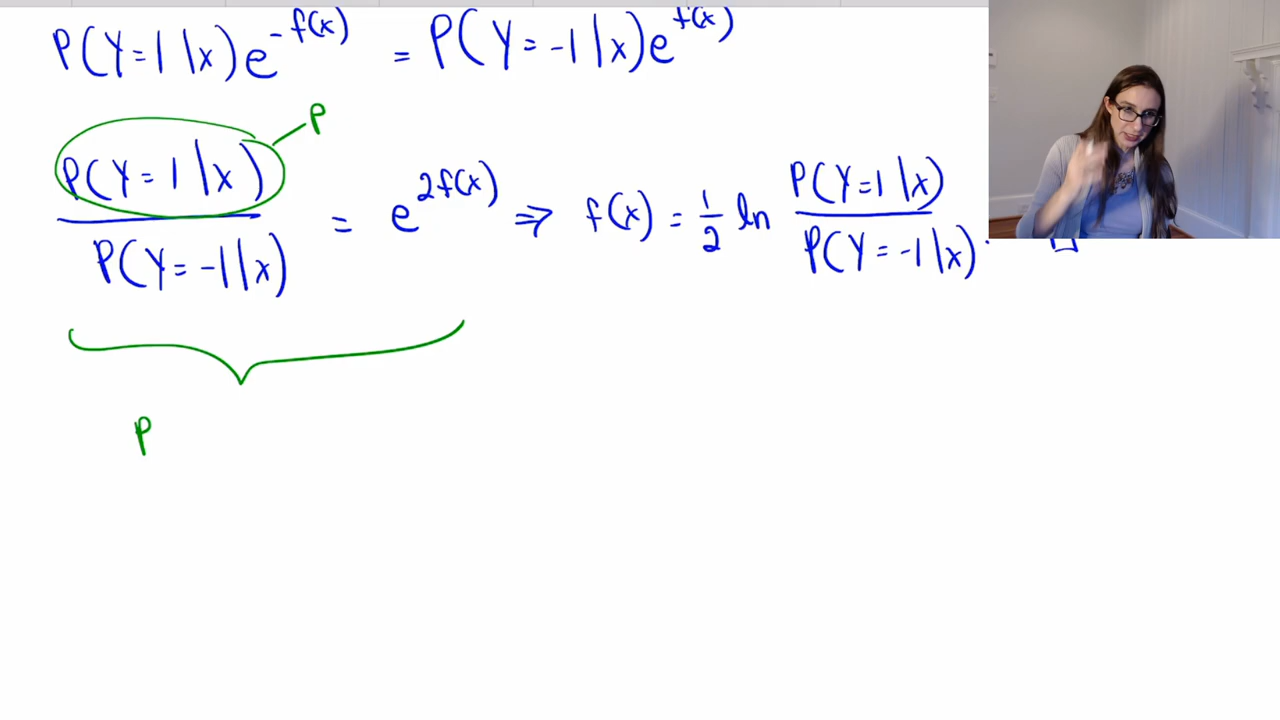 P(Y=1|x)e^{-f(x)} = P(Y=-1|x)e^{f(x)}
P
P(Y=1|x)/P(Y=-1|x) = e^{2f(x)} ⇒ f(x) = 1/2 ln P(Y=1|x)/P(Y=-1|x). □
P